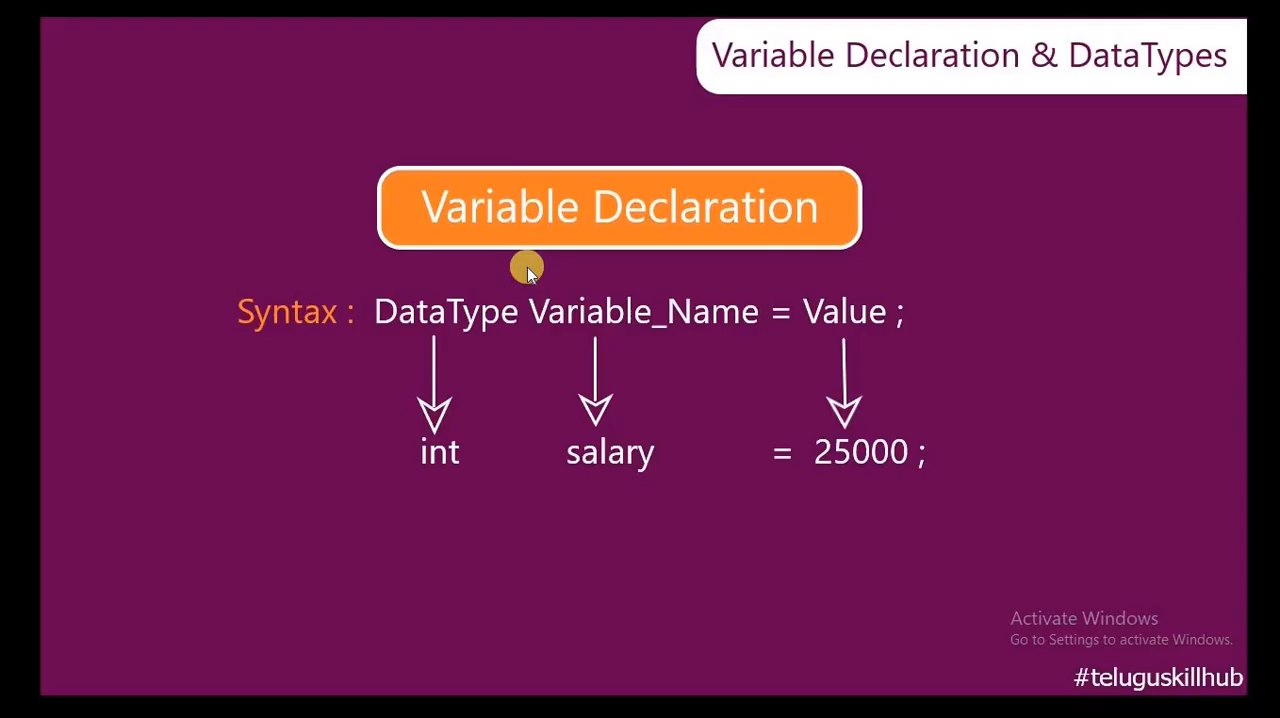 Variable Declaration & DataTypes
Variable Declaration
Syntax : DataType Variable_Name = Value ;
int salary = 25000 ;
Activate Windows
Go to Settings to activate Windows.
#teluguskillhub